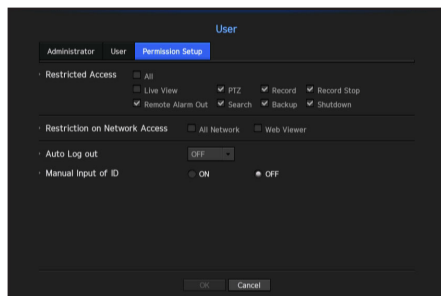 User
Administrator User Permission Setup
Restricted Access All
Live View PTZ Record Record Stop
Remote Alarm Out Search Backup Shutdown
Restriction on Network Access All Network Web Viewer
Auto Log out OFF
Manual Input of ID ON OFF
OK Cancel